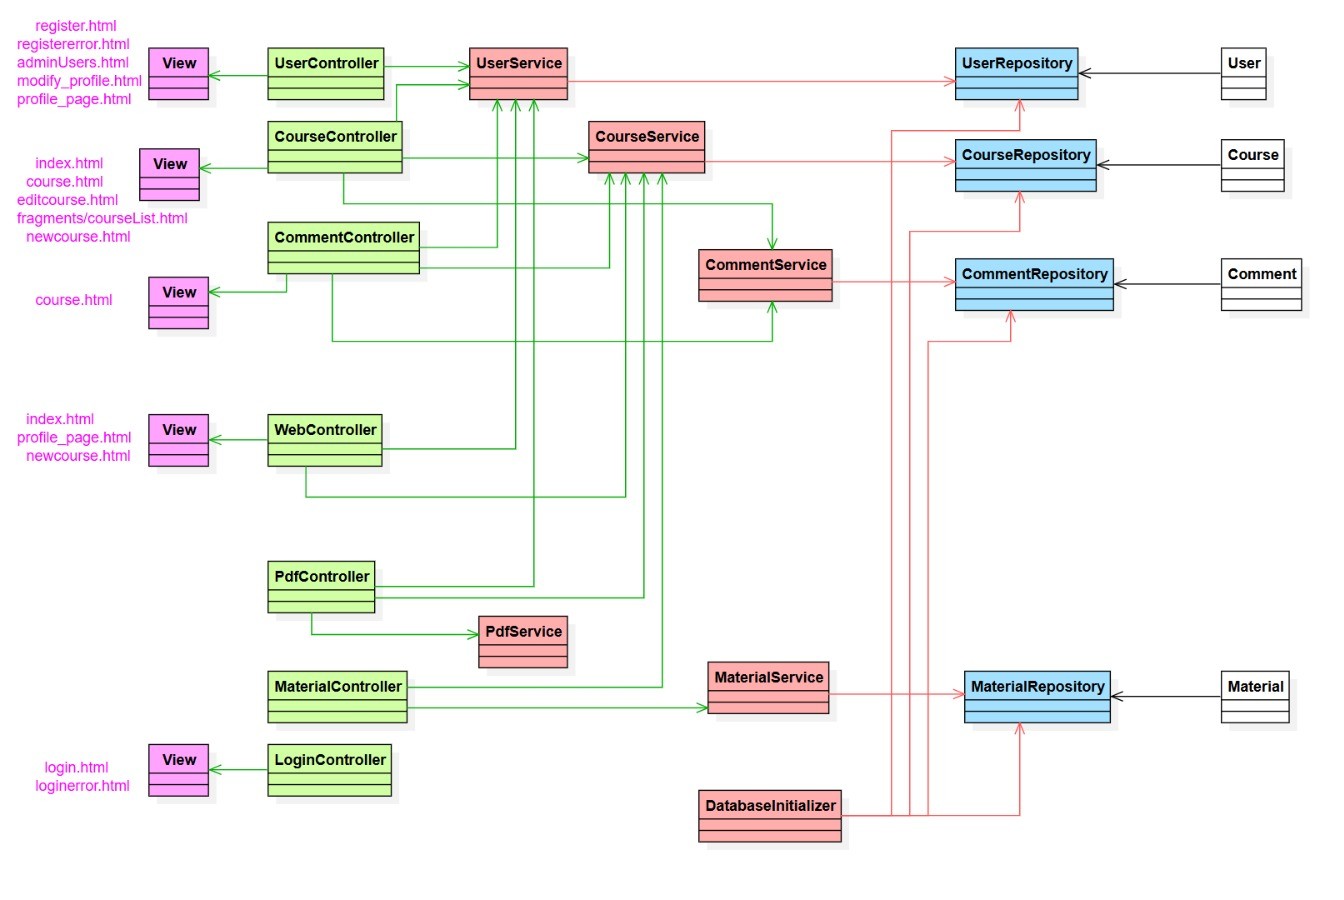 register.html
registererror.html
adminUsers.html
modify_profile.html
profile_page.html
View
UserController
UserService
UserRepository
User
CourseController
CourseService
CourseRepository
Course
index.html
course.html
editcourse.html
fragments/courseList.html
newcourse.html
View
CommentController
CommentService
CommentRepository
Comment
course.html
View
index.html
profile_page.html
newcourse.html
View
WebController
PdfController
PdfService
MaterialController
MaterialService
MaterialRepository
Material
login.html
loginerror.html
View
LoginController
DatabaseInitializer